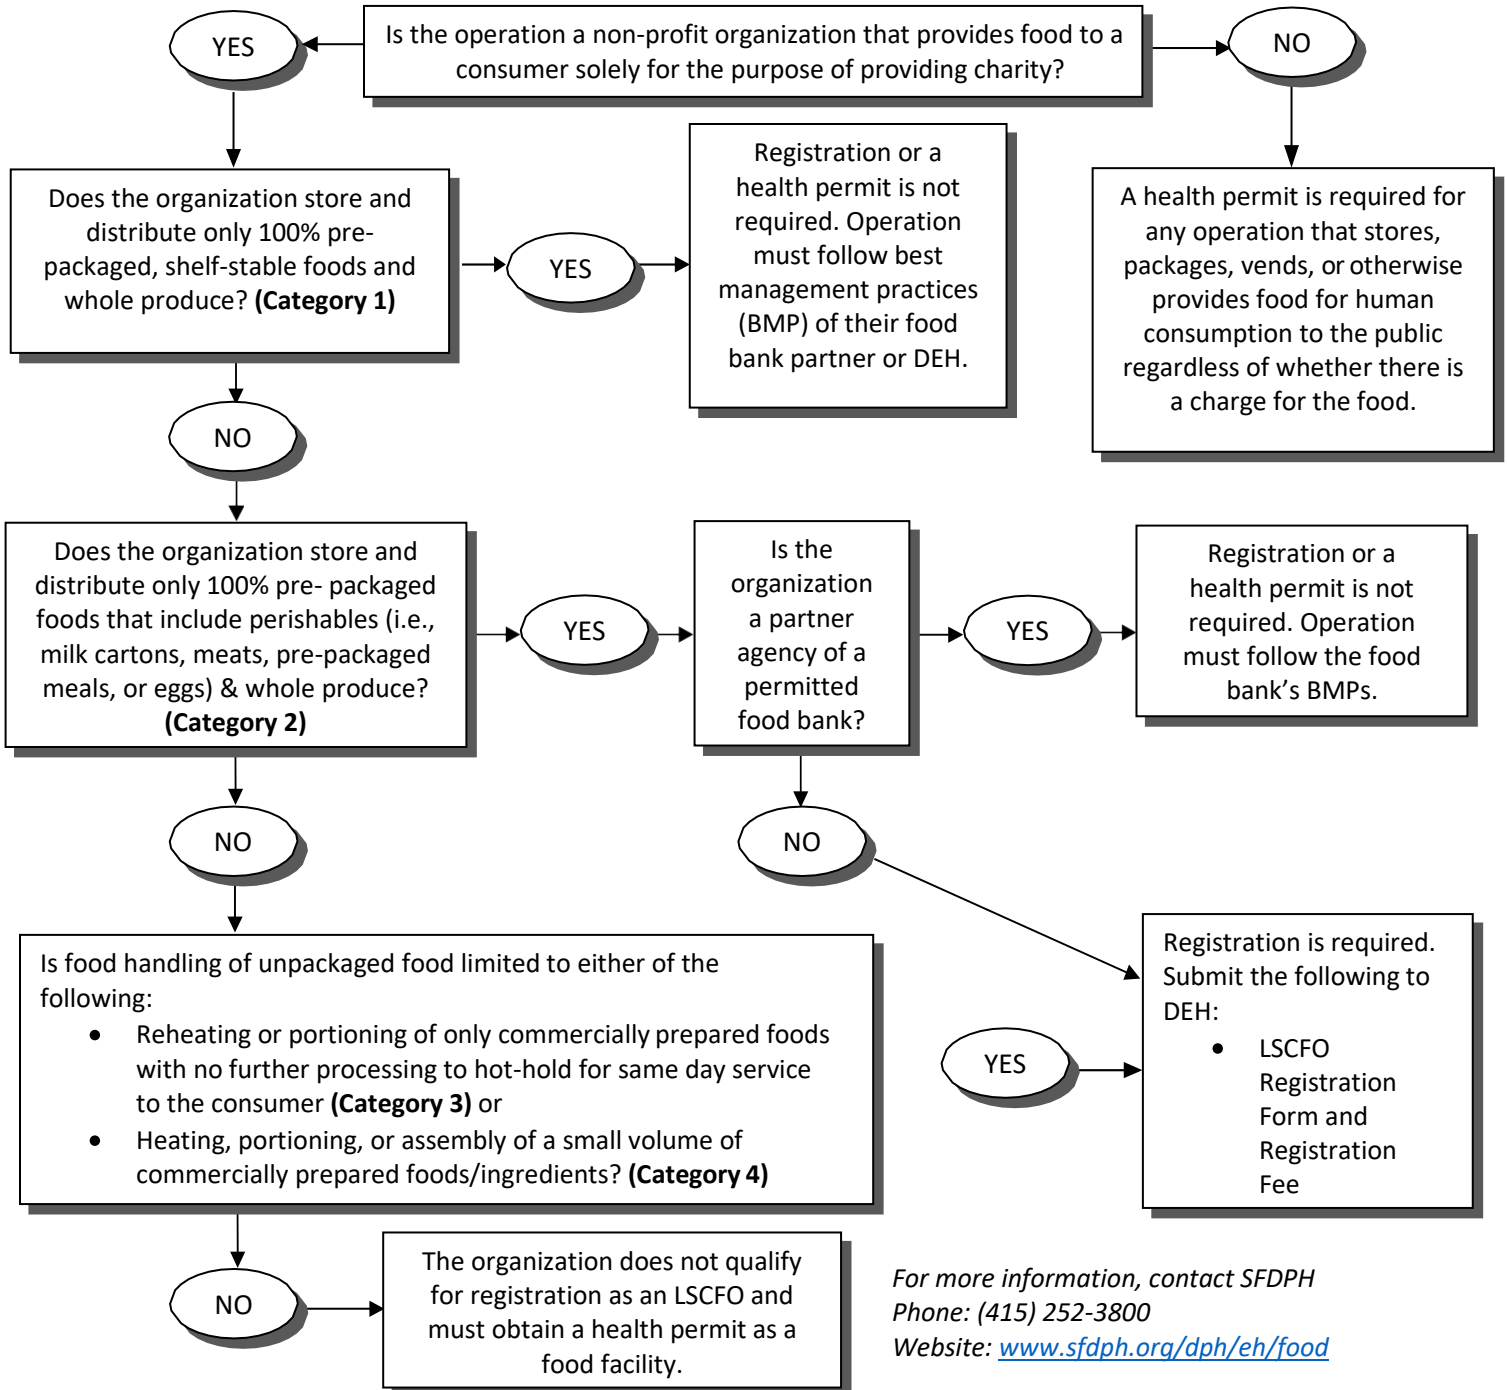 Is the operation a non-profit organization that provides food to a
consumer solely for the purpose of providing charity?
YES
NO
Does the organization store and
distribute only 100% pre-
packaged, shelf-stable foods and
whole produce? (Category 1)
YES
Registration or a
health permit is not
required. Operation
must follow best
management practices
(BMP) of their food
bank partner or DEH.
A health permit is required for
any operation that stores,
packages, vends, or otherwise
provides food for human
consumption to the public
regardless of whether there is
a charge for the food.
NO
Does the organization store and
distribute only 100% pre- packaged
foods that include perishables (i.e.,
milk cartons, meats, pre-packaged
meals, or eggs) & whole produce?
(Category 2)
YES
Is the
organization
a partner
agency of a
permitted
food bank?
YES
Registration or a
health permit is not
required. Operation
must follow the food
bank’s BMPs.
NO
NO
Is food handling of unpackaged food limited to either of the
following:
• Reheating or portioning of only commercially prepared foods
with no further processing to hot-hold for same day service
to the consumer (Category 3) or
• Heating, portioning, or assembly of a small volume of
commercially prepared foods/ingredients? (Category 4)
YES
Registration is required.
Submit the following to
DEH:
• LSCFO
Registration
Form and
Registration
Fee
NO
The organization does not qualify
for registration as an LSCFO and
must obtain a health permit as a
food facility.
For more information, contact SFDPH
Phone: (415) 252-3800
Website: www.sfdph.org/dph/eh/food